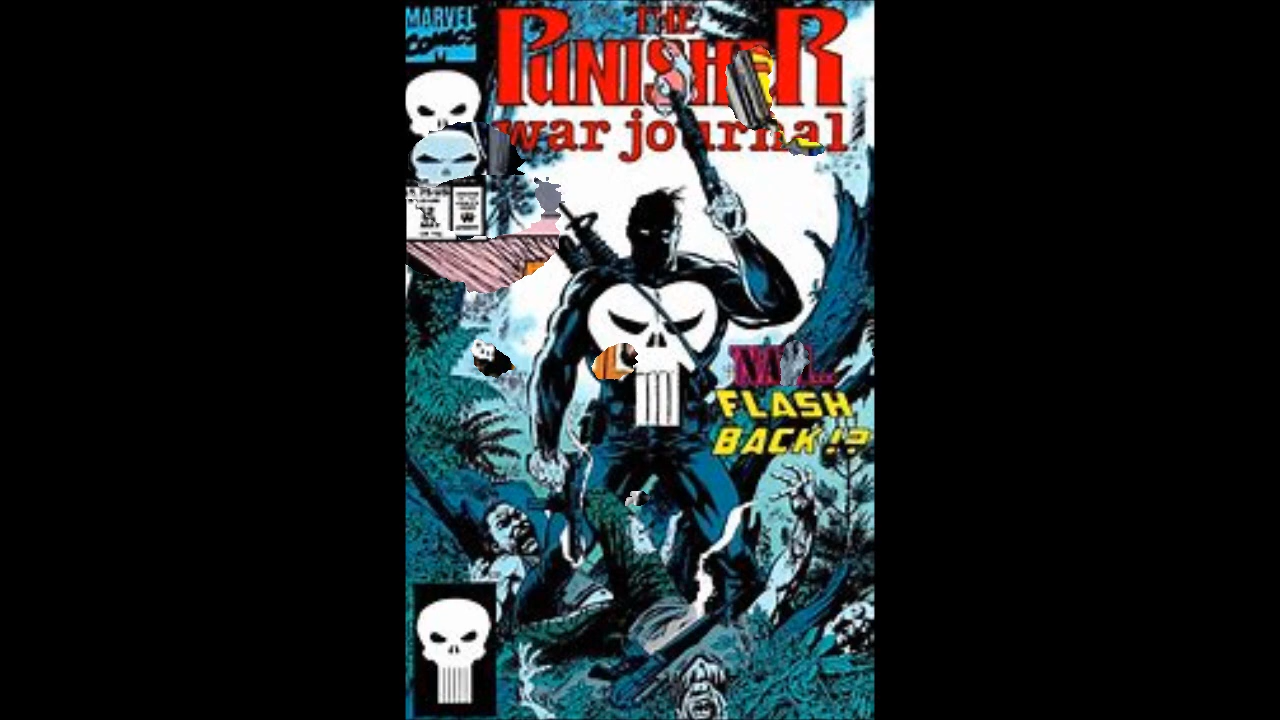 MARVEL
COMICS
THE
PUNISHER
war journal
FLASH
BACK!?